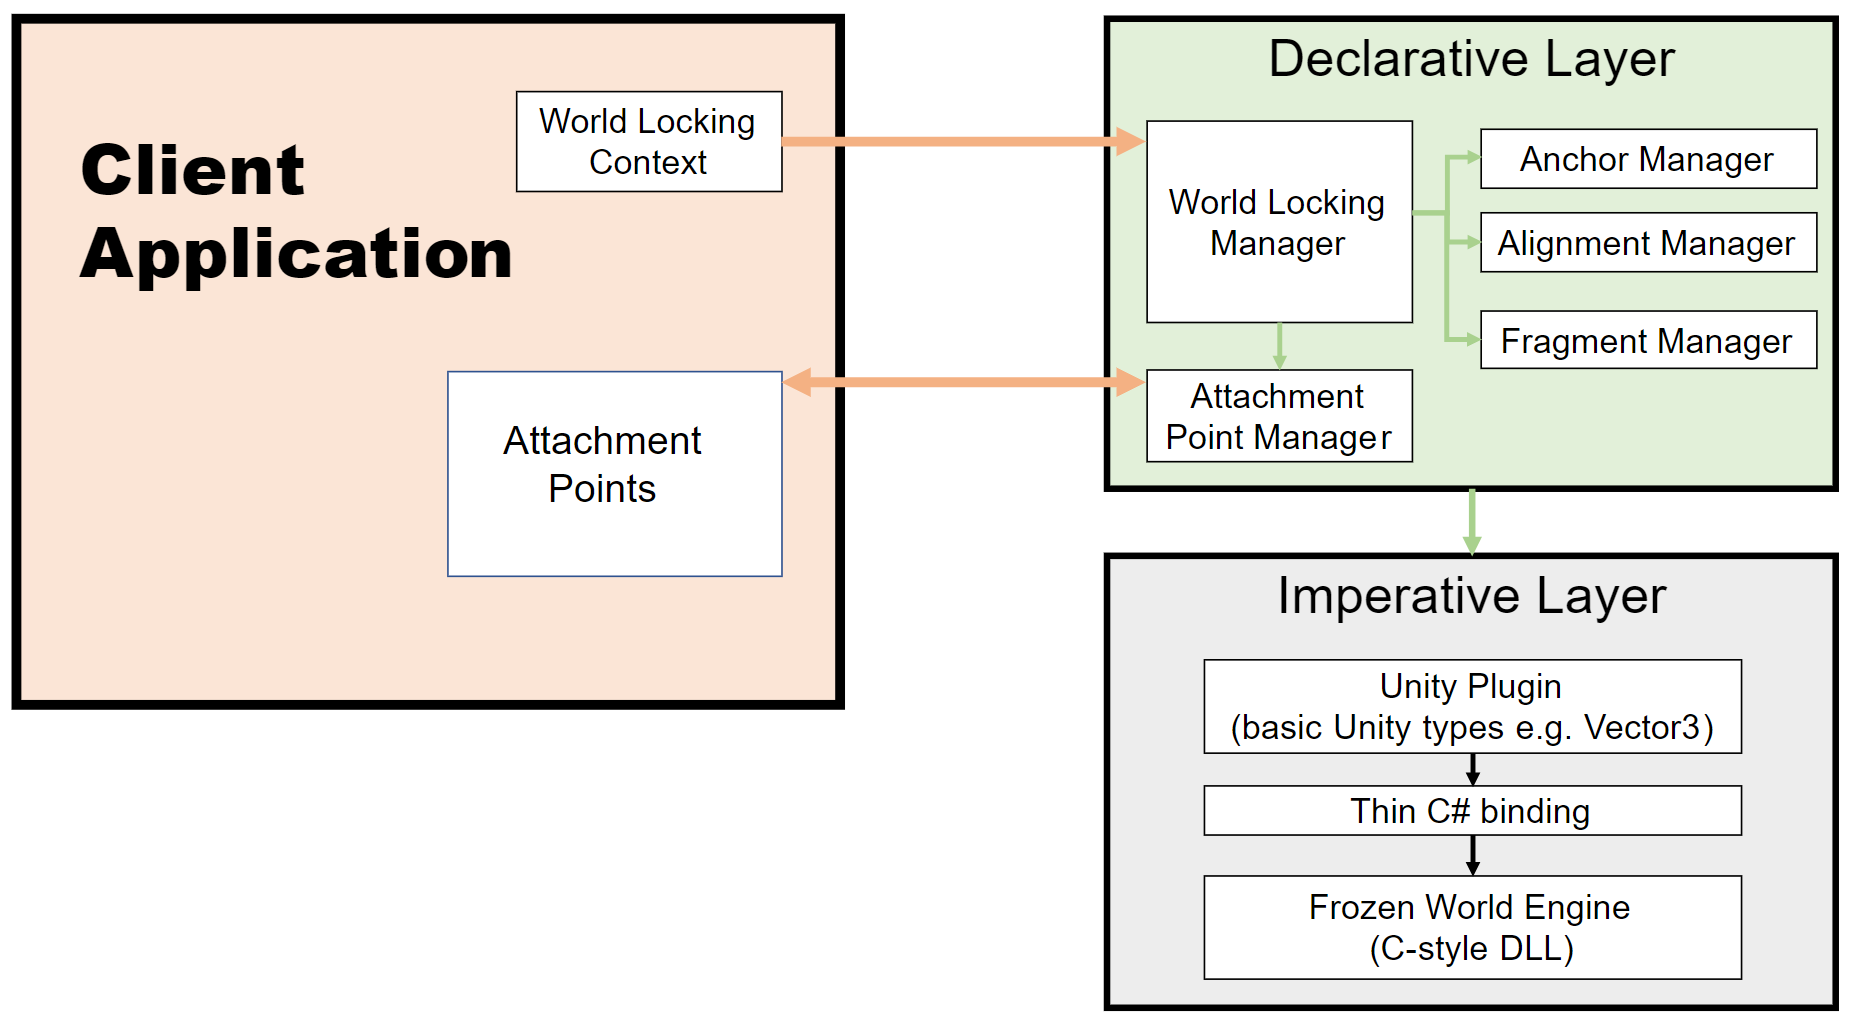 Client
Application
World Locking
Context
Attachment
Points
Declarative Layer
World Locking
Manager
Anchor Manager
Alignment Manager
Fragment Manager
Attachment
Point Manager
Imperative Layer
Unity Plugin
(basic Unity types e.g. Vector3)
Thin C# binding
Frozen World Engine
(C-style DLL)